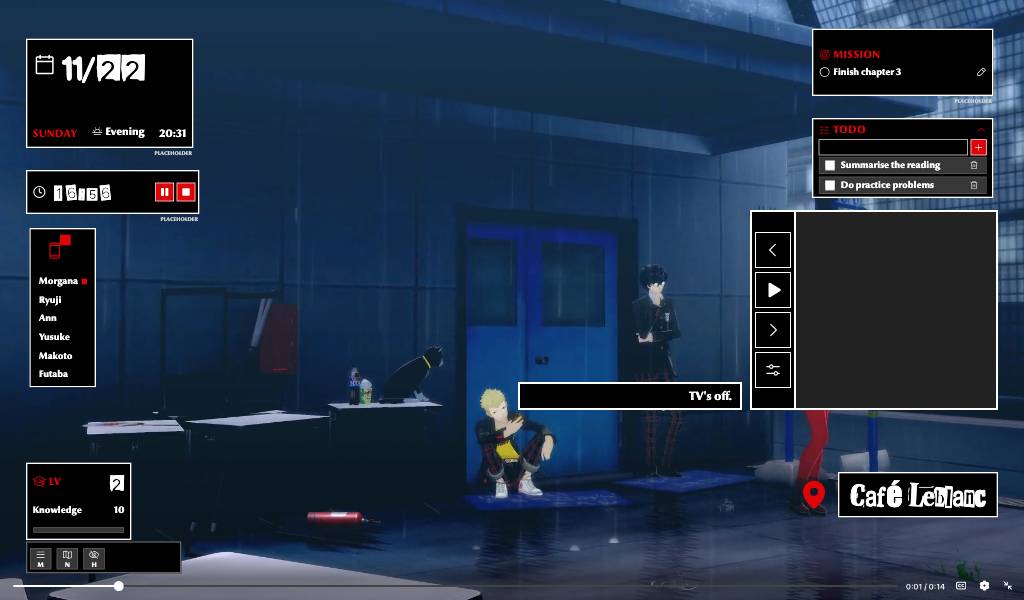 11/22
SUNDAY Evening 20:31
PLACEHOLDER
16:56
PLACEHOLDER
Morgana
Ryuji
Ann
Yusuke
Makoto
Futaba
LV 2
Knowledge 10
M N H
MISSION
Finish chapter 3
PLACEHOLDER
TODO
+
Summarise the reading
Do practice problems
TV's off.
Café Leblanc
0:01 / 0:14 CC